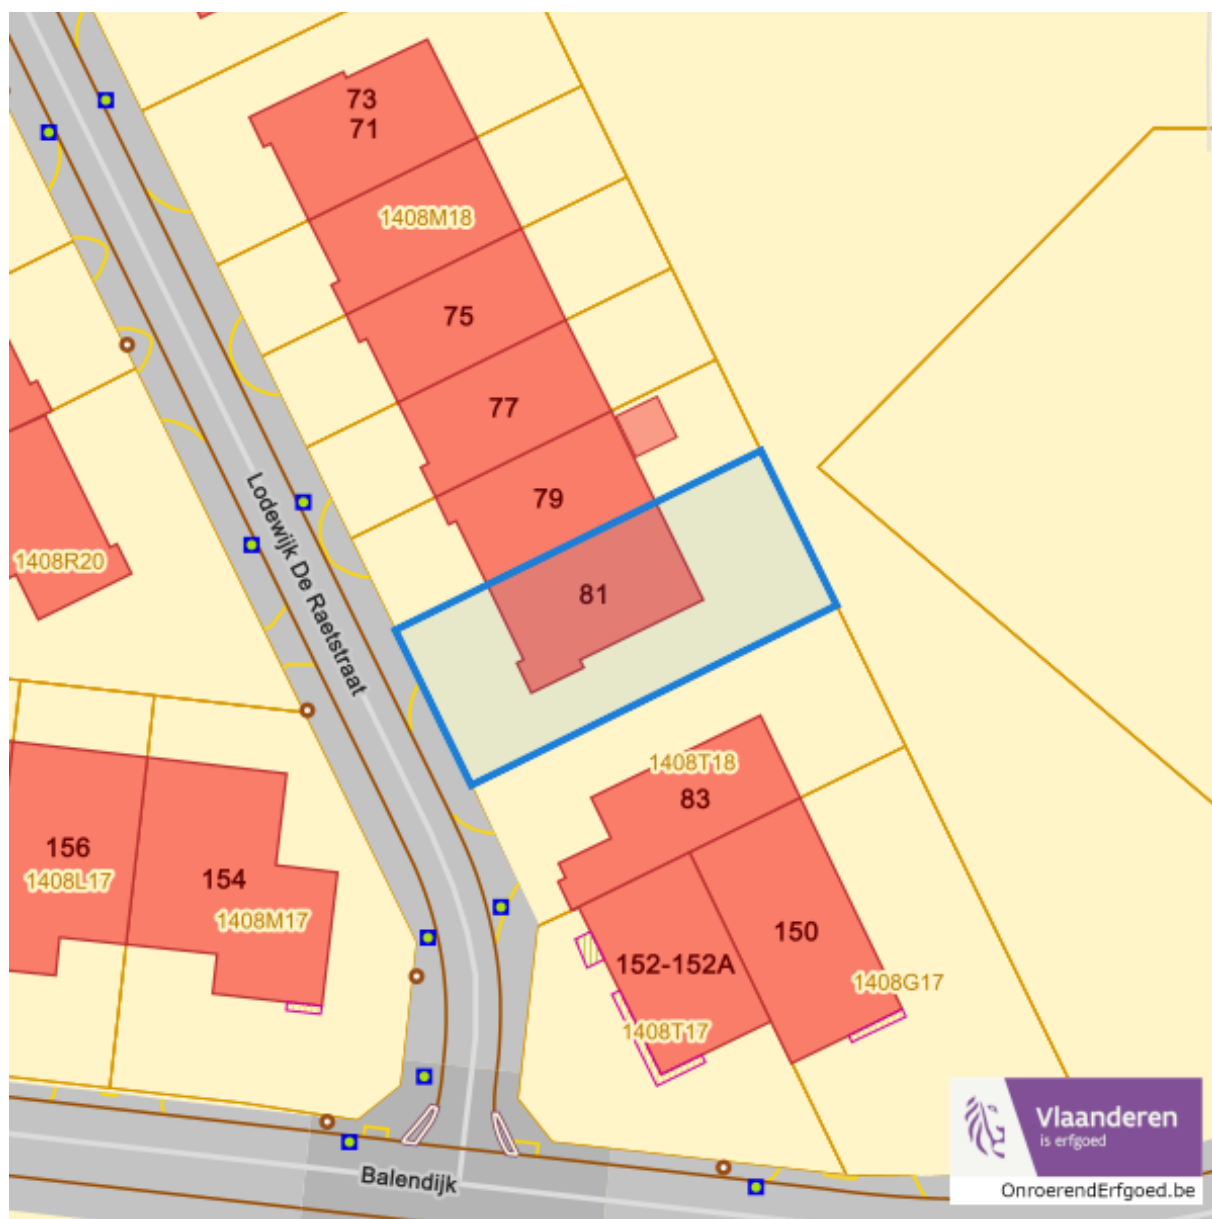 73
71
1408M18
75
77
79
81
Lodewijk De Raetstraat
1408R20
1408T18
83
156
1408L17
154
1408M17
150
152-152A
1408G17
1408T17
Balendijk
Vlaanderen
is erfgoed
OnroerendErfgoed.be